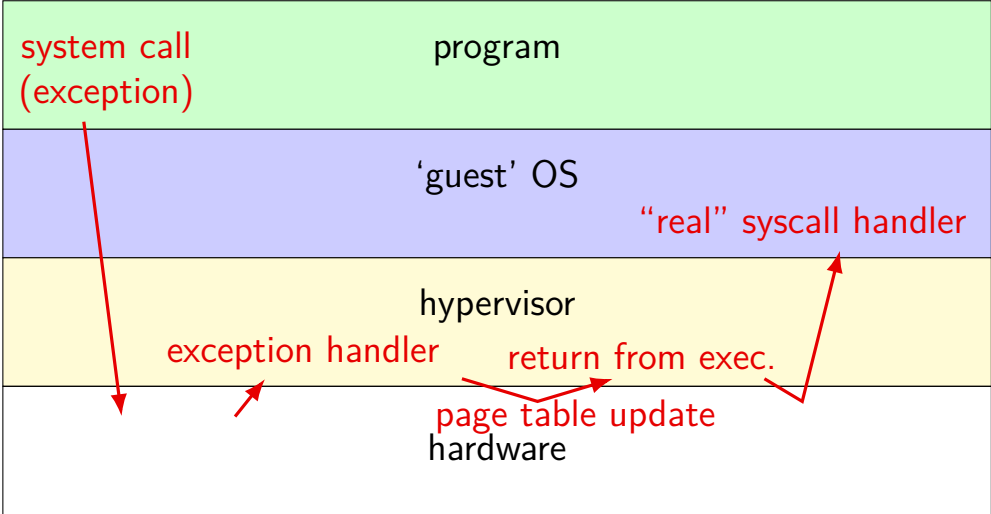 system call
(exception)
program
‘guest’ OS
“real” syscall handler
hypervisor
exception handler
return from exec.
page table update
hardware